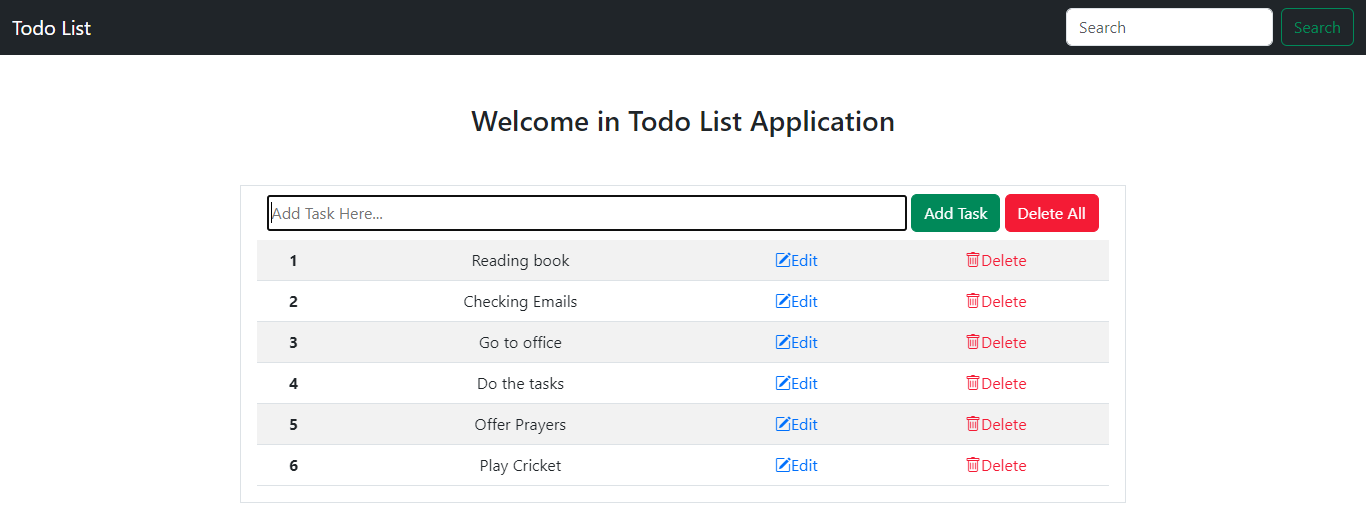 Todo List Search Search
Welcome in Todo List Application
Add Task Here... Add Task Delete All
1 Reading book Edit Delete
2 Checking Emails Edit Delete
3 Go to office Edit Delete
4 Do the tasks Edit Delete
5 Offer Prayers Edit Delete
6 Play Cricket Edit Delete